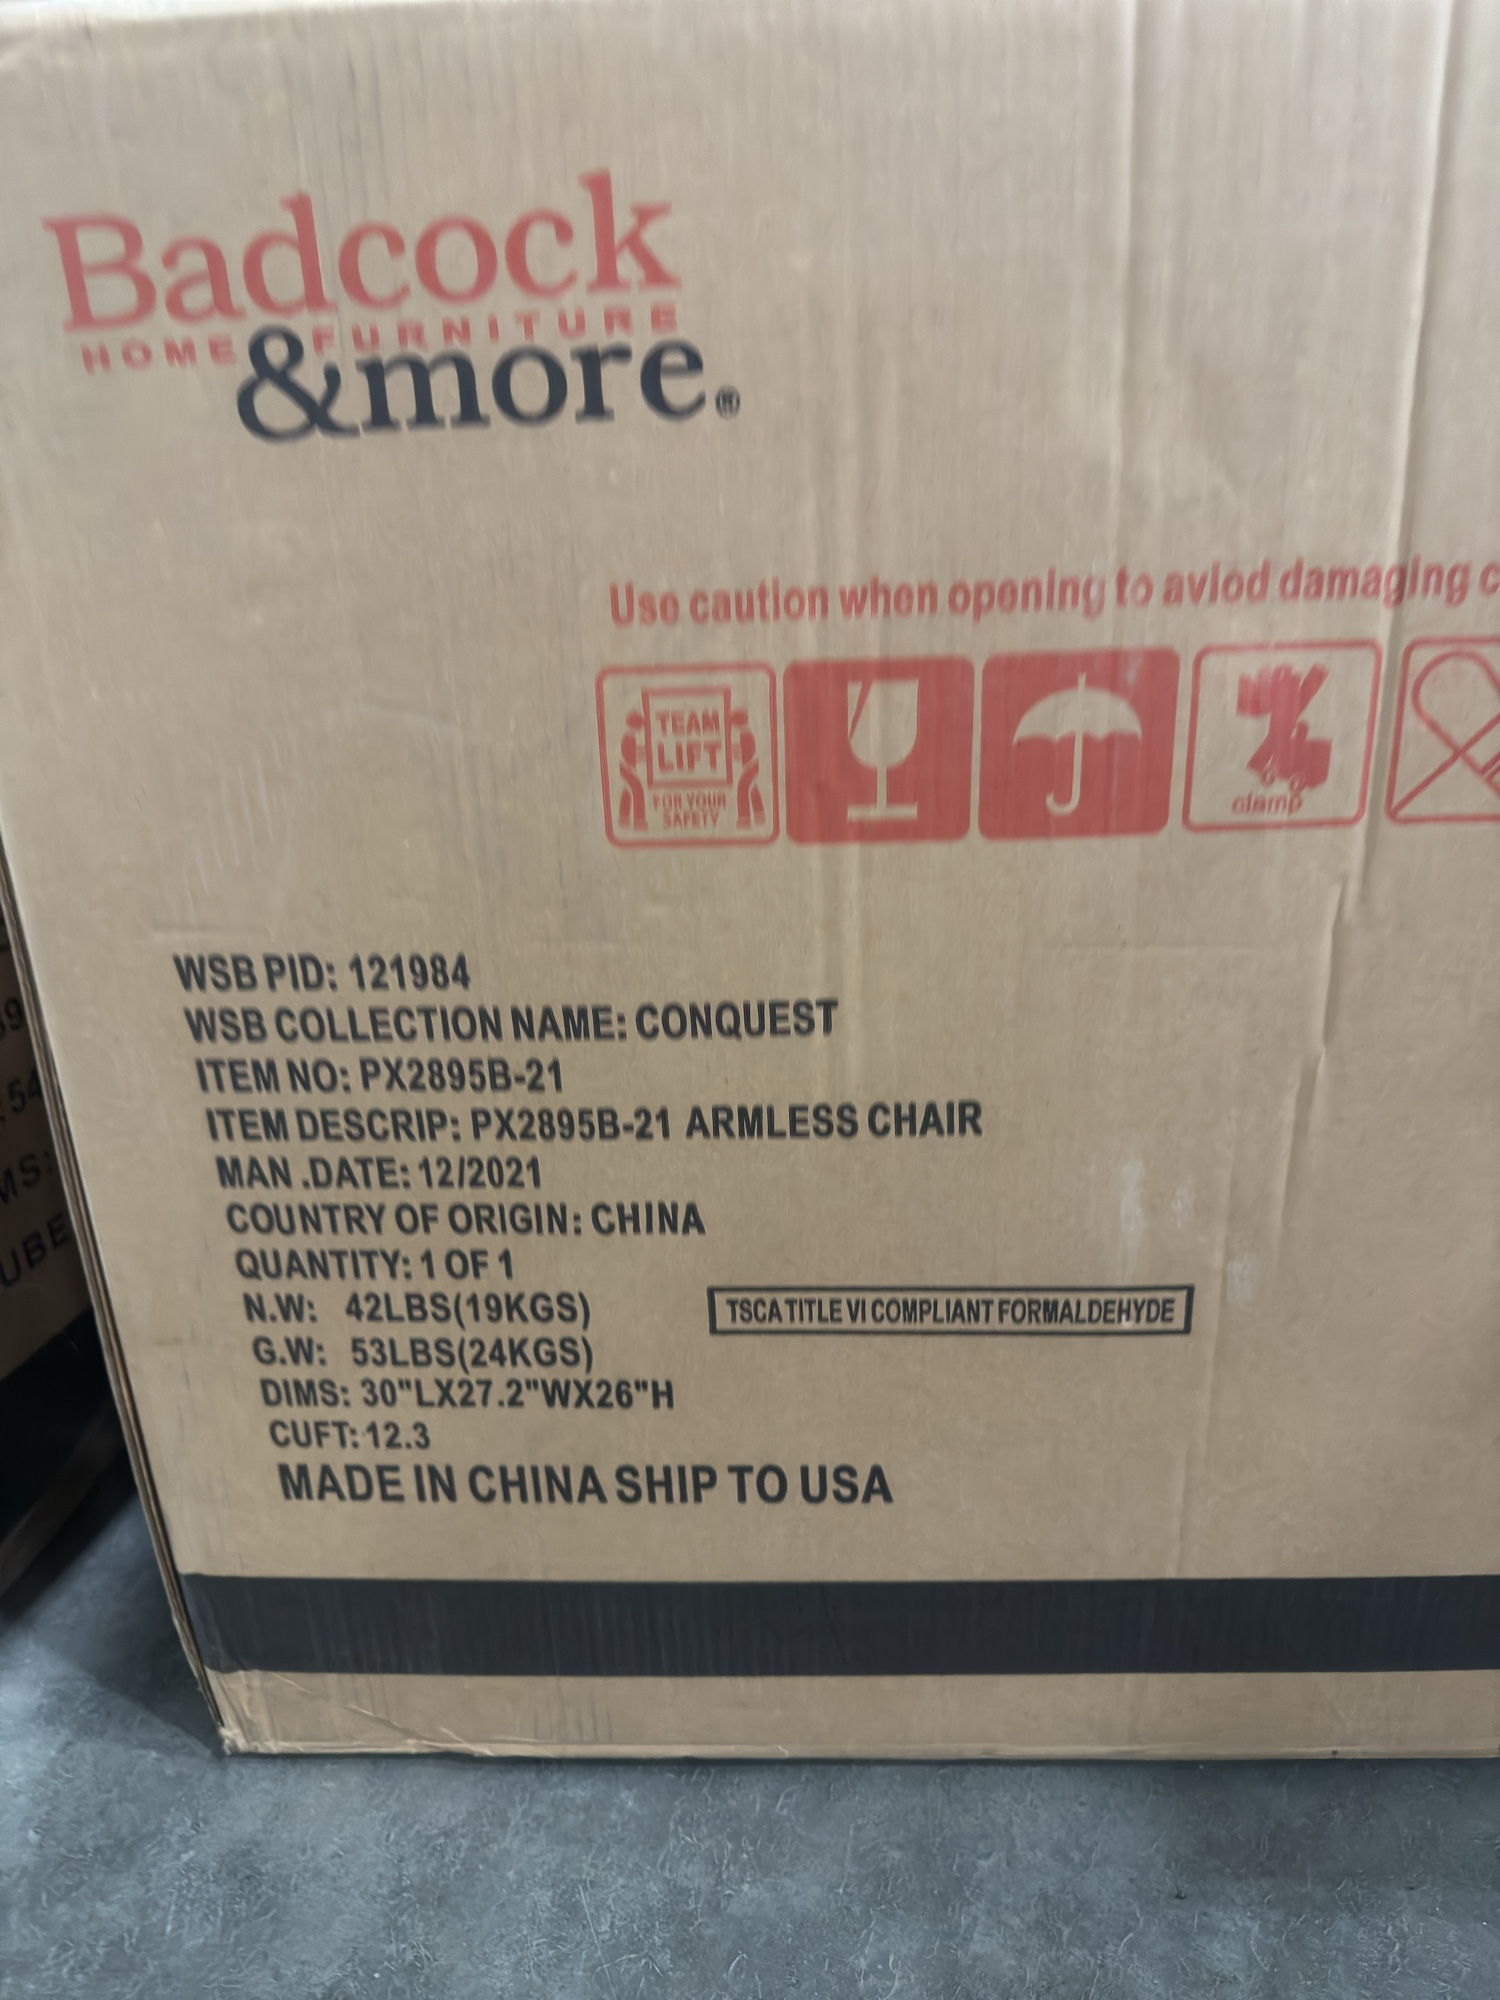 Badcock
HOME FURNITURE
&more®
Use caution when opening to aviod damaging
TEAM
LIFT
FOR YOUR
SAFETY
clamp
WSB PID: 121984
WSB COLLECTION NAME: CONQUEST
ITEM NO: PX2895B-21
ITEM DESCRIP: PX2895B-21 ARMLESS CHAIR
MAN .DATE: 12/2021
COUNTRY OF ORIGIN: CHINA
QUANTITY: 1 OF 1
N.W: 42LBS(19KGS)
TSCA TITLE VI COMPLIANT FORMALDEHYDE
G.W: 53LBS(24KGS)
DIMS: 30"LX27.2"WX26"H
CUFT: 12.3
MADE IN CHINA SHIP TO USA